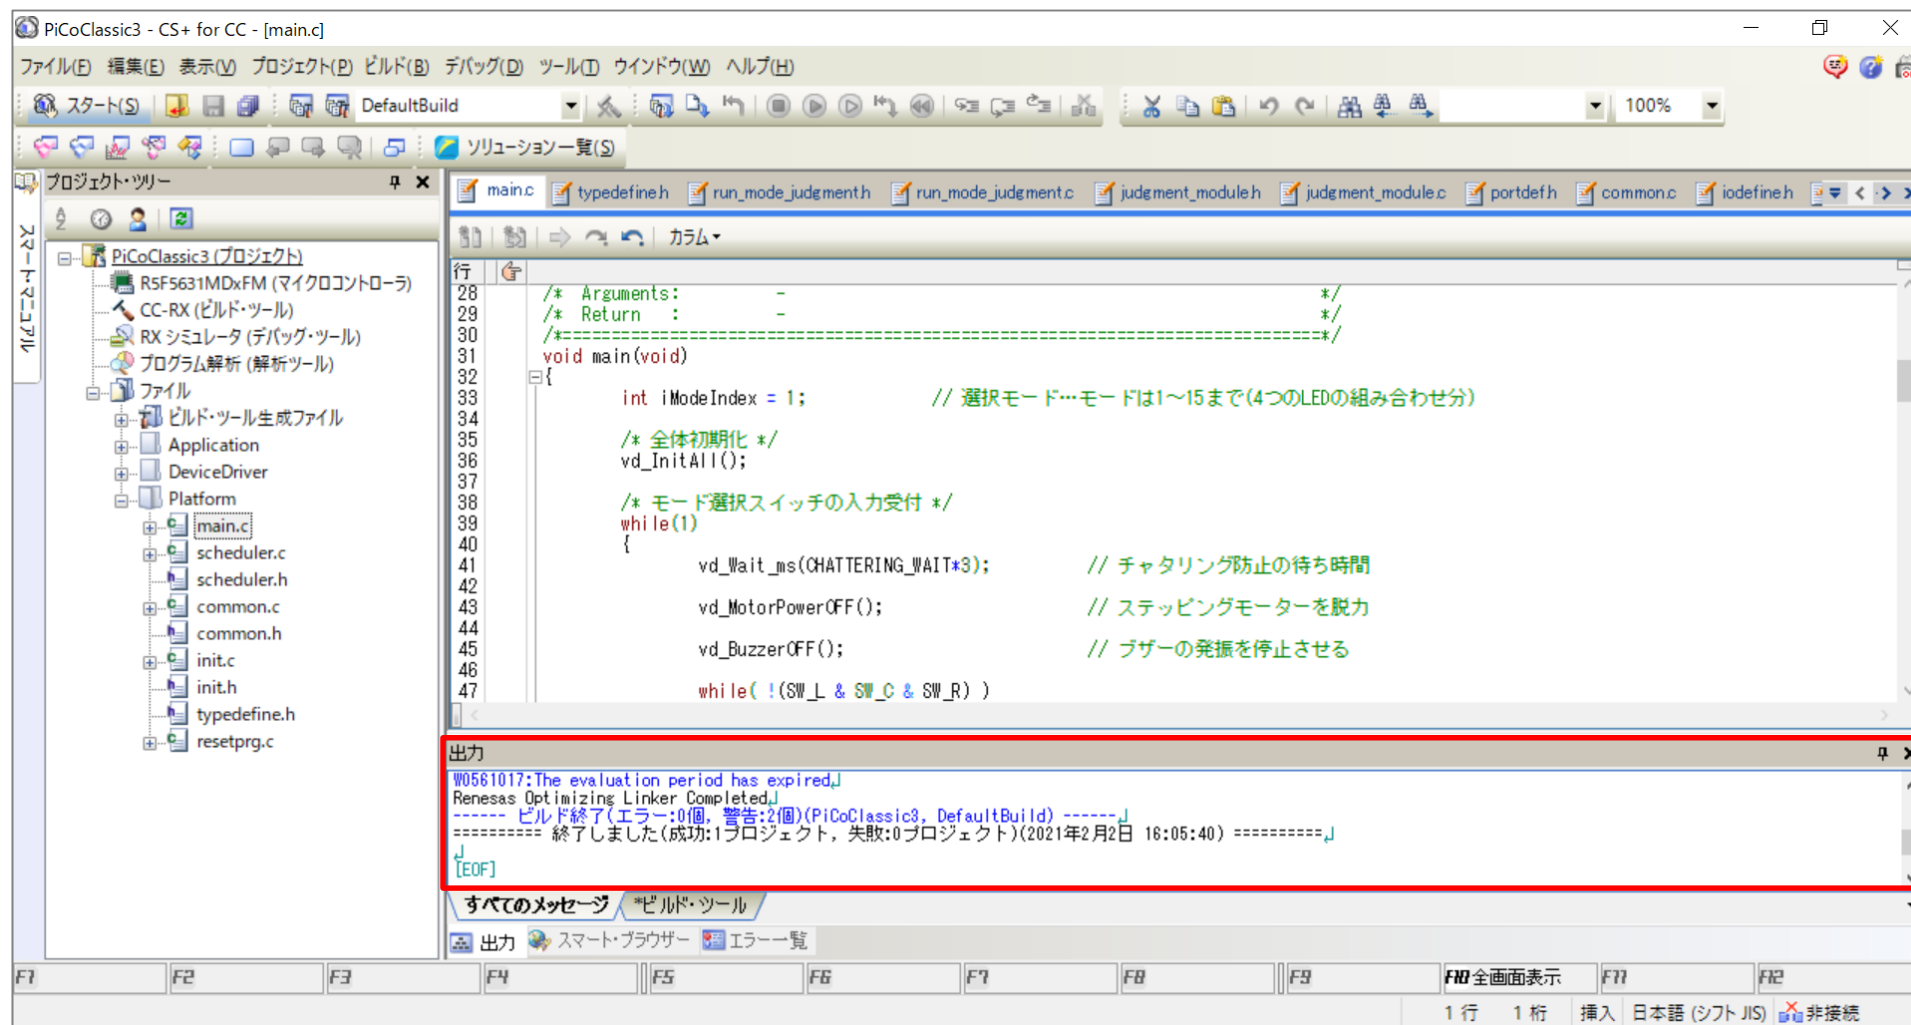 PiCoClassic3 - CS+ for CC - [main.c]
ファイル(F) 編集(E) 表示(V) プロジェクト(P) ビルド(B) デバッグ(D) ツール(T) ウインドウ(W) ヘルプ(H)
スタート(S) DefaultBuild 100%
ソリューション一覧(S)
スマート・マニュアル
プロジェクト・ツリー
PiCoClassic3 (プロジェクト)
R5F5631MDxFM (マイクロコントローラ)
CC-RX (ビルド・ツール)
RX シミュレータ (デバッグ・ツール)
プログラム解析 (解析ツール)
ファイル
ビルド・ツール生成ファイル
Application
DeviceDriver
Platform
main.c
scheduler.c
scheduler.h
common.c
common.h
init.c
init.h
typedefine.h
resetprg.c
main.c typedefine.h run_mode_judgment.h run_mode_judgment.c judgment_module.h judgment_module.c portdef.h common.c iodefine.h
カラム
行
28 /* Arguments: - */
29 /* Return : - */
30 /*==============================================================================*/
31 void main(void)
32 {
33 int iModeIndex = 1; // 選択モード…モードは1～15まで(4つのLEDの組み合わせ分)
34
35 /* 全体初期化 */
36 vd_InitAll();
37
38 /* モード選択スイッチの入力受付 */
39 while(1)
40 {
41 vd_Wait_ms(CHATTERING_WAIT*3); // チャタリング防止の待ち時間
42
43 vd_MotorPowerOFF(); // ステッピングモーターを脱力
44
45 vd_BuzzerOFF(); // ブザーの発振を停止させる
46
47 while( !(SW_L & SW_C & SW_R) )
出力
W0561017:The evaluation period has expired
Renesas Optimizing Linker Completed
------ ビルド終了(エラー:0個, 警告:2個)(PiCoClassic3, DefaultBuild) ------
========== 終了しました(成功:1プロジェクト, 失敗:0プロジェクト)(2021年2月2日 16:05:40) ==========
[EOF]
すべてのメッセージ *ビルド・ツール
出力 スマート・ブラウザー エラー一覧
F1 F2 F3 F4 F5 F6 F7 F8 F9 F10 全画面表示 F11 F12
1 行 1 桁 挿入 日本語 (シフト JIS) 非接続